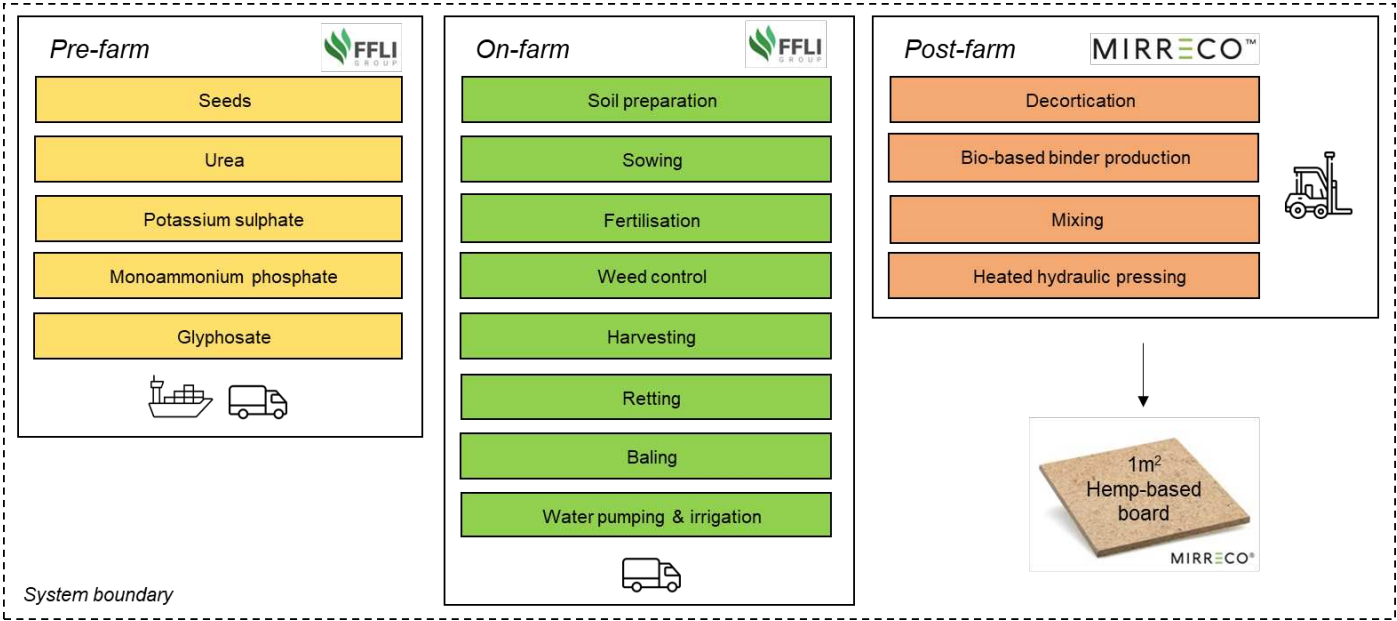 Pre-farm
FFLI
GROUP
Seeds
Urea
Potassium sulphate
Monoammonium phosphate
Glyphosate
On-farm
FFLI
GROUP
Soil preparation
Sowing
Fertilisation
Weed control
Harvesting
Retting
Baling
Water pumping & irrigation
Post-farm
MIRRECO™
Decortication
Bio-based binder production
Mixing
Heated hydraulic pressing
1m²
Hemp-based
board
MIRRECO®
System boundary